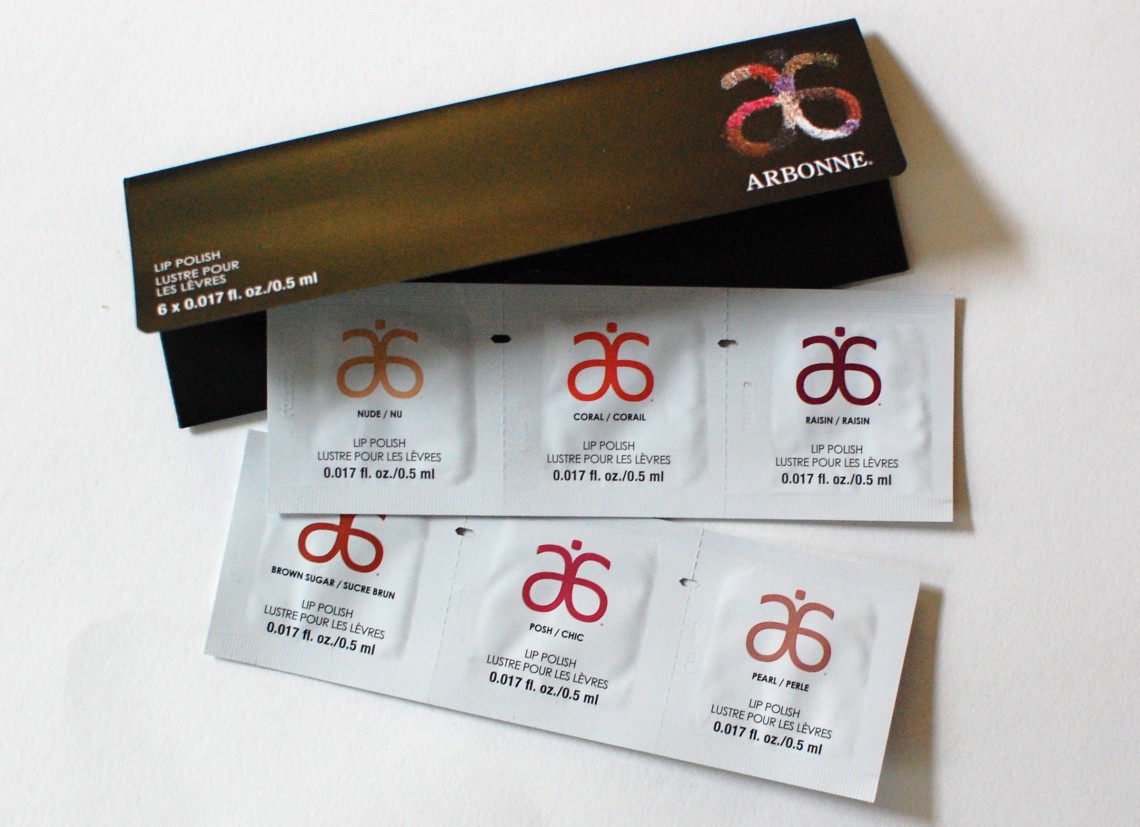 ARBONNE.
LIP POLISH
LUSTRE POUR
LES LÈVRES
6 x 0.017 fl. oz./0.5 ml
NUDE / NU
LIP POLISH
LUSTRE POUR LES LÈVRES
0.017 fl. oz./0.5 ml
CORAL / CORAIL
LIP POLISH
LUSTRE POUR LES LÈVRES
0.017 fl. oz./0.5 ml
RAISIN / RAISIN
LIP POLISH
LUSTRE POUR LES LÈVRES
0.017 fl. oz./0.5 ml
BROWN SUGAR / SUCRE BRUN
LIP POLISH
LUSTRE POUR LES LÈVRES
0.017 fl. oz./0.5 ml
POSH / CHIC
LIP POLISH
LUSTRE POUR LES LÈVRES
0.017 fl. oz./0.5 ml
PEARL / PERLE
LIP POLISH
LUSTRE POUR LES LÈVRES
0.017 fl. oz./0.5 ml